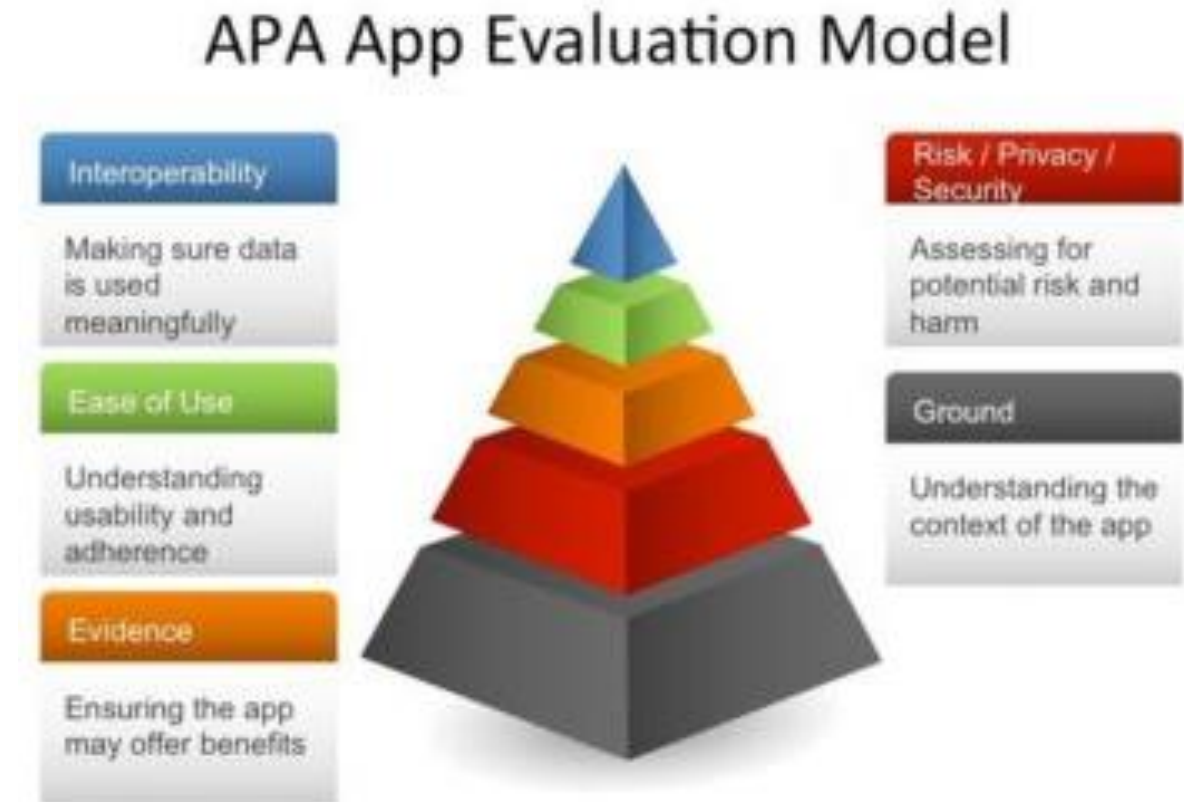 APA App Evaluation Model
Interoperability
Making sure data
is used
meaningfully
Ease of Use
Understanding
usability and
adherence
Evidence
Ensuring the app
may offer benefits
Risk / Privacy /
Security
Assessing for
potential risk and
harm
Ground
Understanding the
context of the app